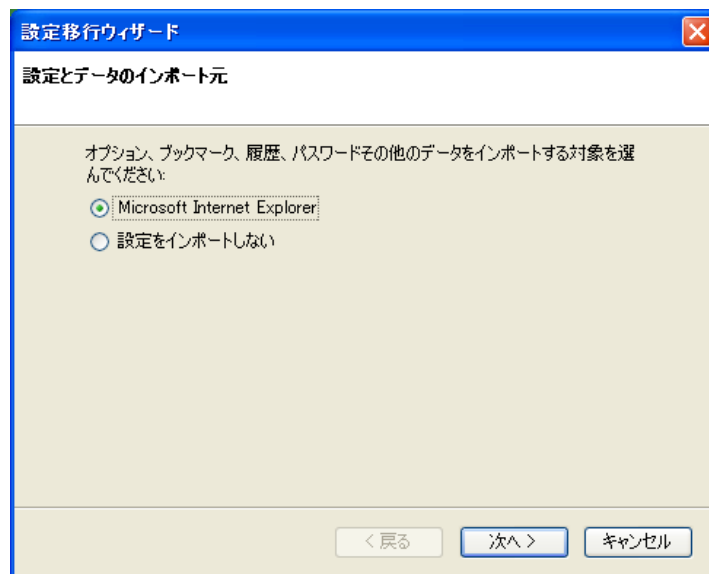 設定移行ウィザード
設定とデータのインポート元
オプション、ブックマーク、履歴、パスワードその他のデータをインポートする対象を選
んでください:
Microsoft Internet Explorer
設定をインポートしない
< 戻る
次へ >
キャンセル